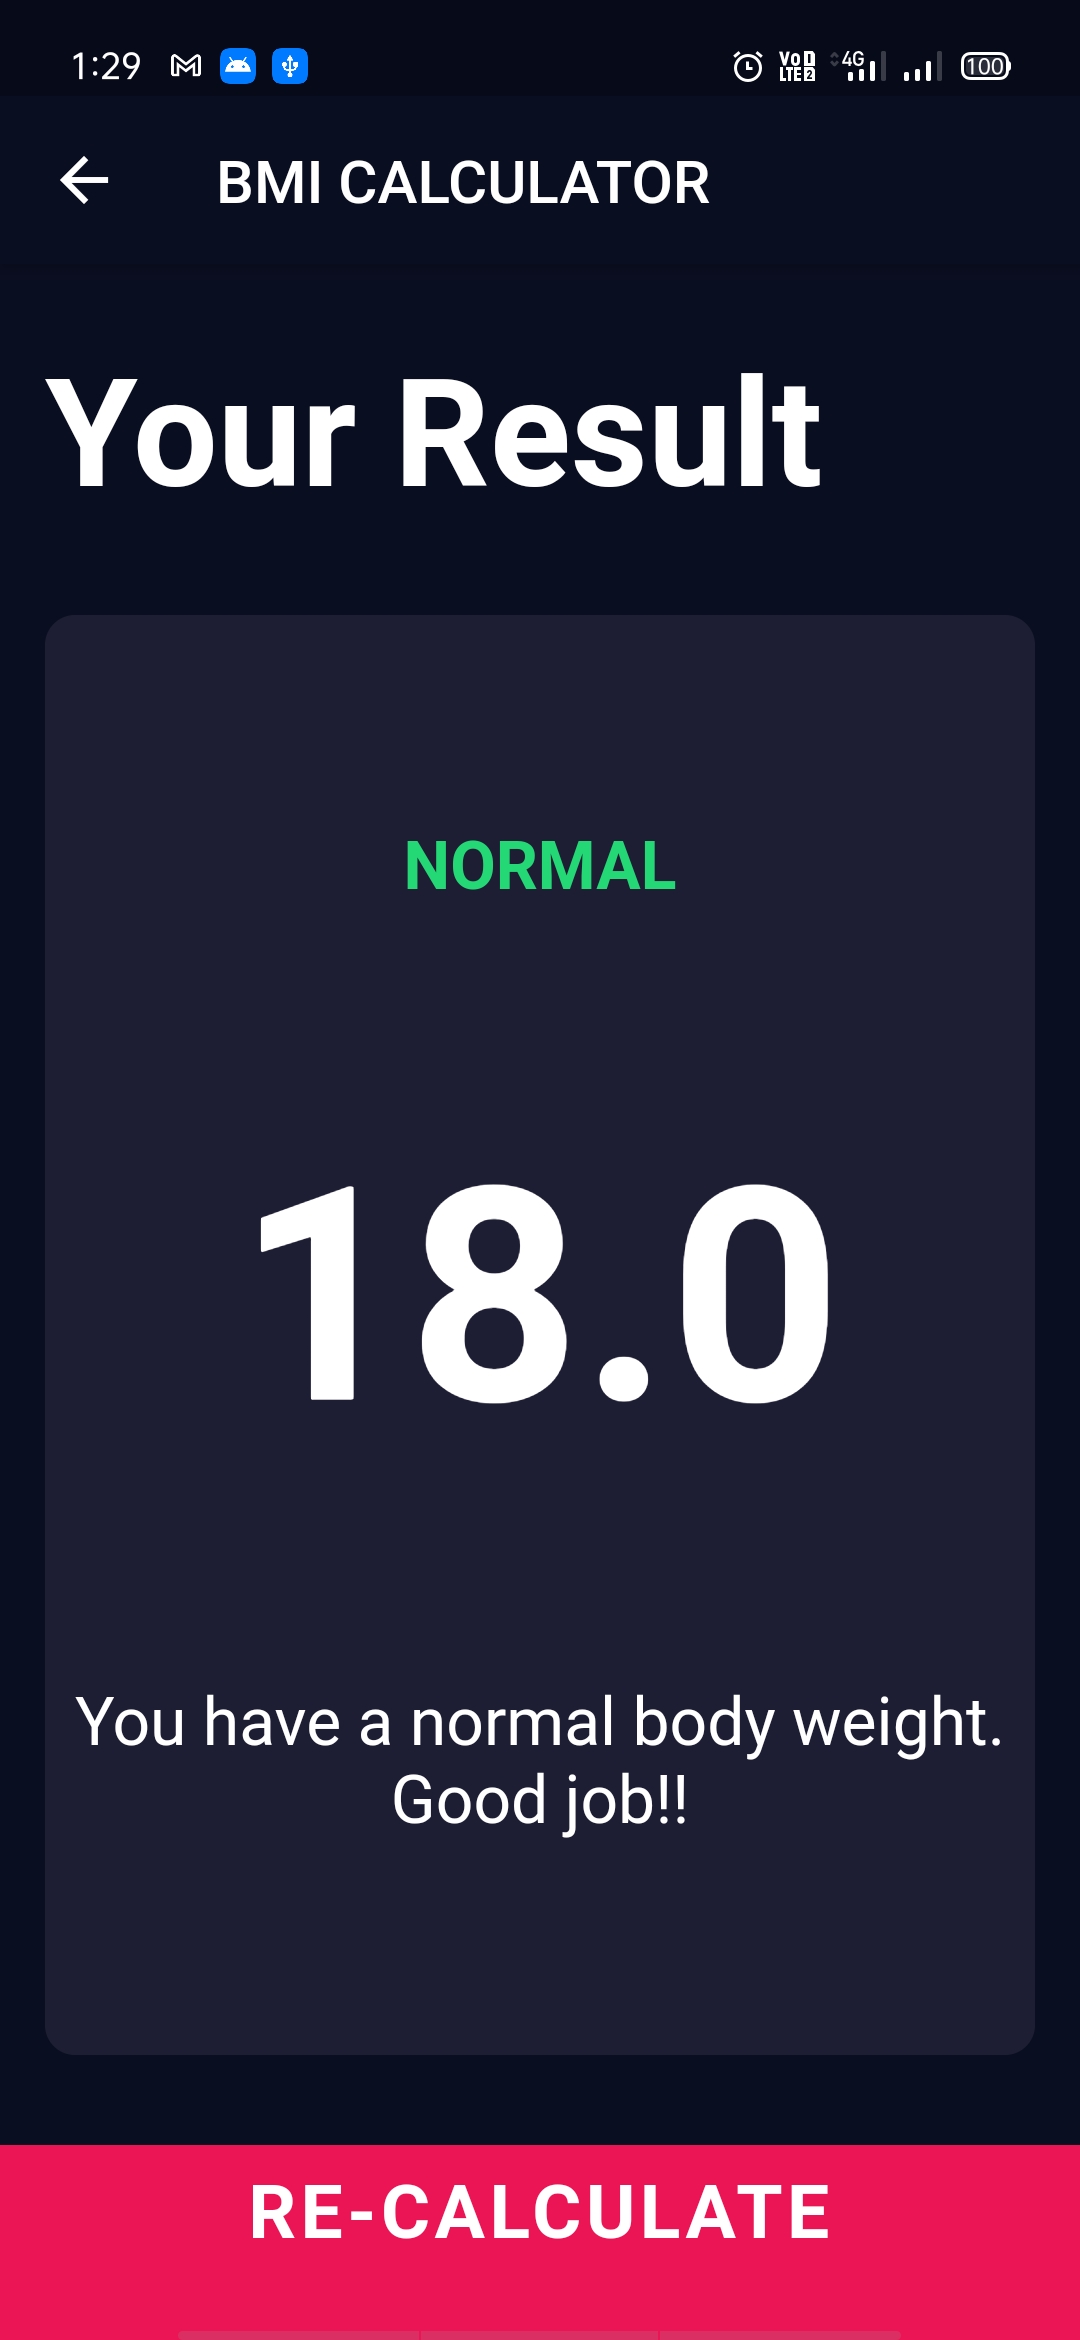 1:29 VoD LTE 2 4G 100
BMI CALCULATOR
Your Result
NORMAL
18.0
You have a normal body weight.
Good job!!
RE-CALCULATE